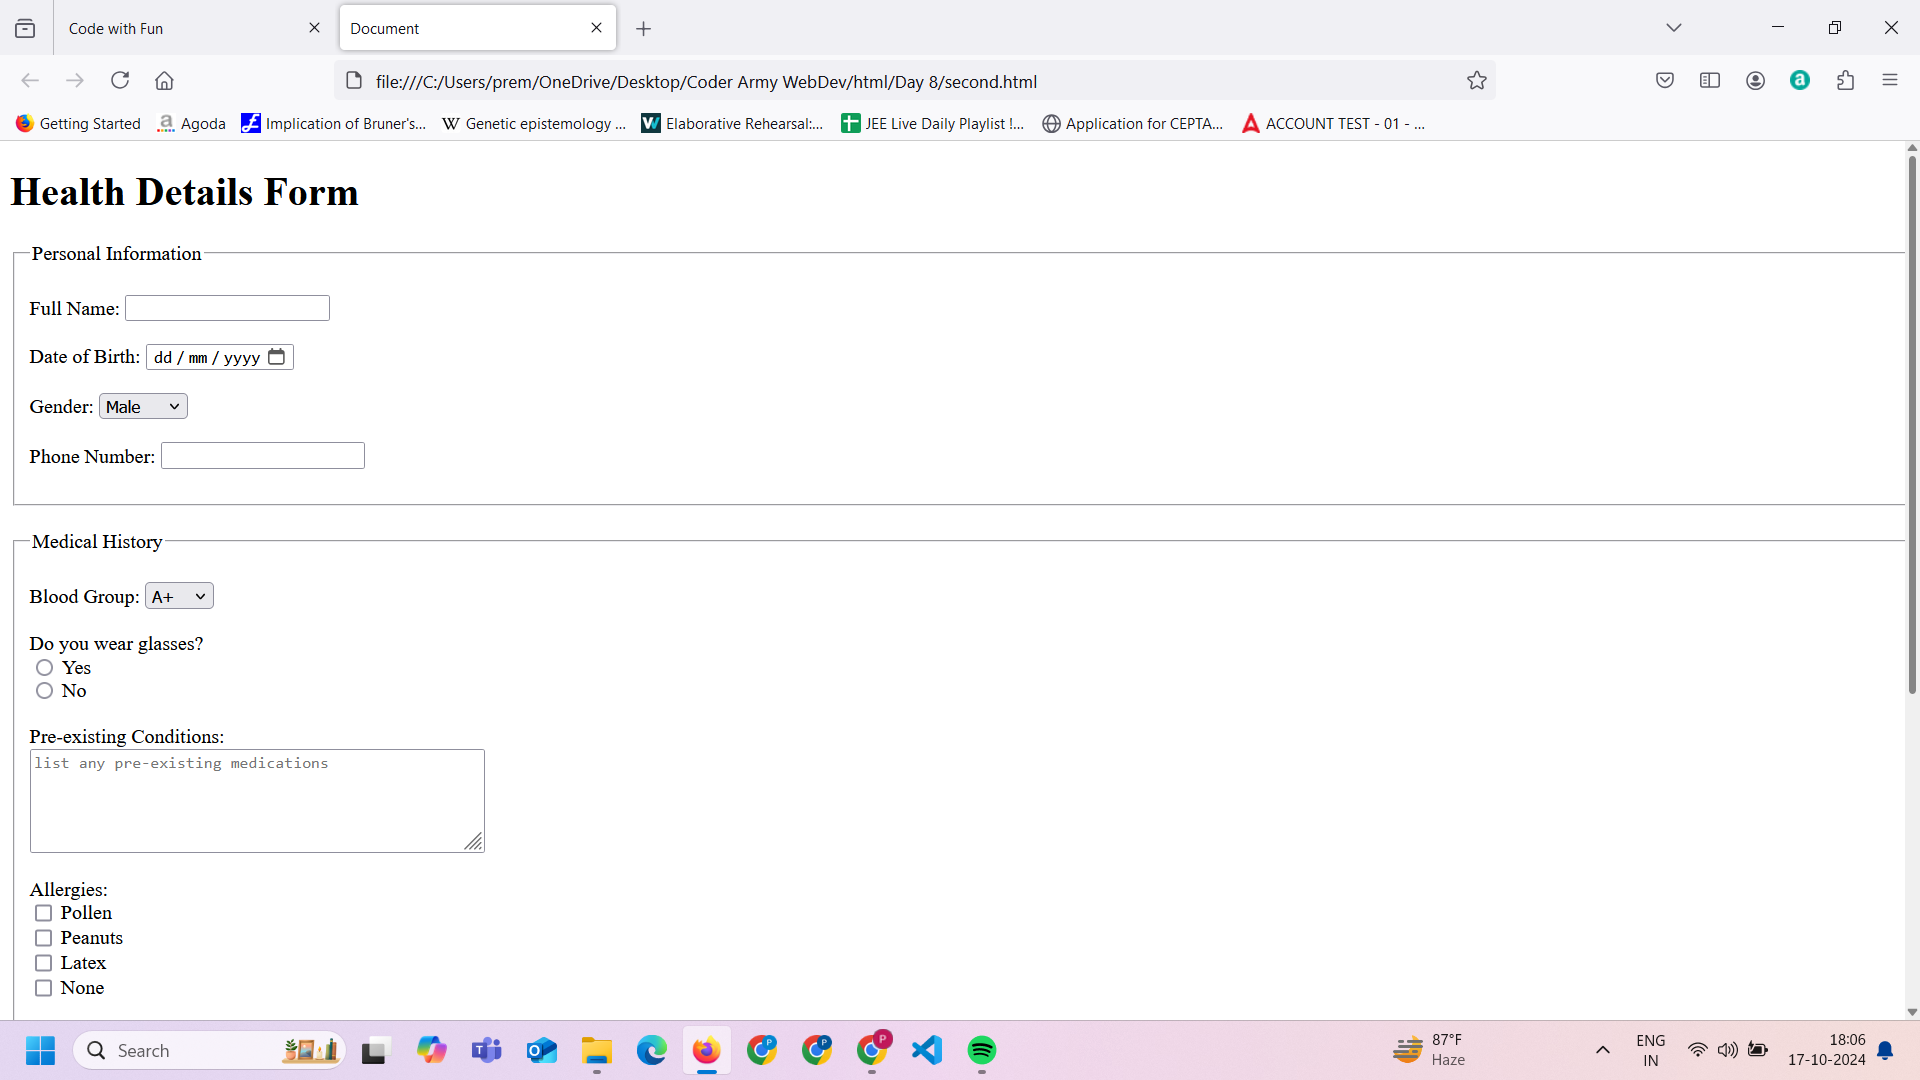 Code with Fun
Document
file:///C:/Users/prem/OneDrive/Desktop/Coder Army WebDev/html/Day 8/second.html
a
Getting Started
a Agoda
Implication of Bruner's...
W Genetic epistemology ...
Elaborative Rehearsal:...
JEE Live Daily Playlist !...
Application for CEPTA...
ACCOUNT TEST - 01 - ...
Health Details Form
Personal Information
Full Name:
Date of Birth: dd / mm / yyyy
Gender: Male
Phone Number:
Medical History
Blood Group: A+
Do you wear glasses?
Yes
No
Pre-existing Conditions:
list any pre-existing medications
Allergies:
Pollen
Peanuts
Latex
None
Search
P
P
P
87°F
Haze
ENG
IN
18:06
17-10-2024